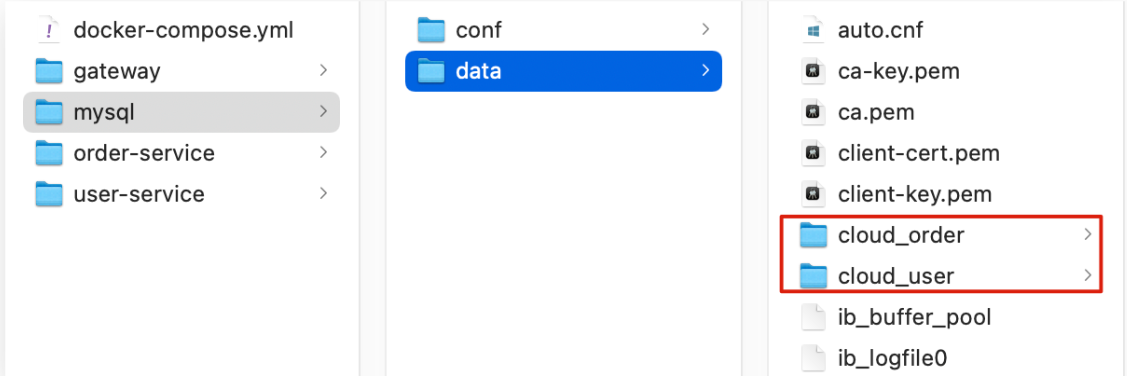 docker-compose.yml
gateway
mysql
order-service
user-service
conf
data
auto.cnf
ca-key.pem
ca.pem
client-cert.pem
client-key.pem
cloud_order
cloud_user
ib_buffer_pool
ib_logfile0